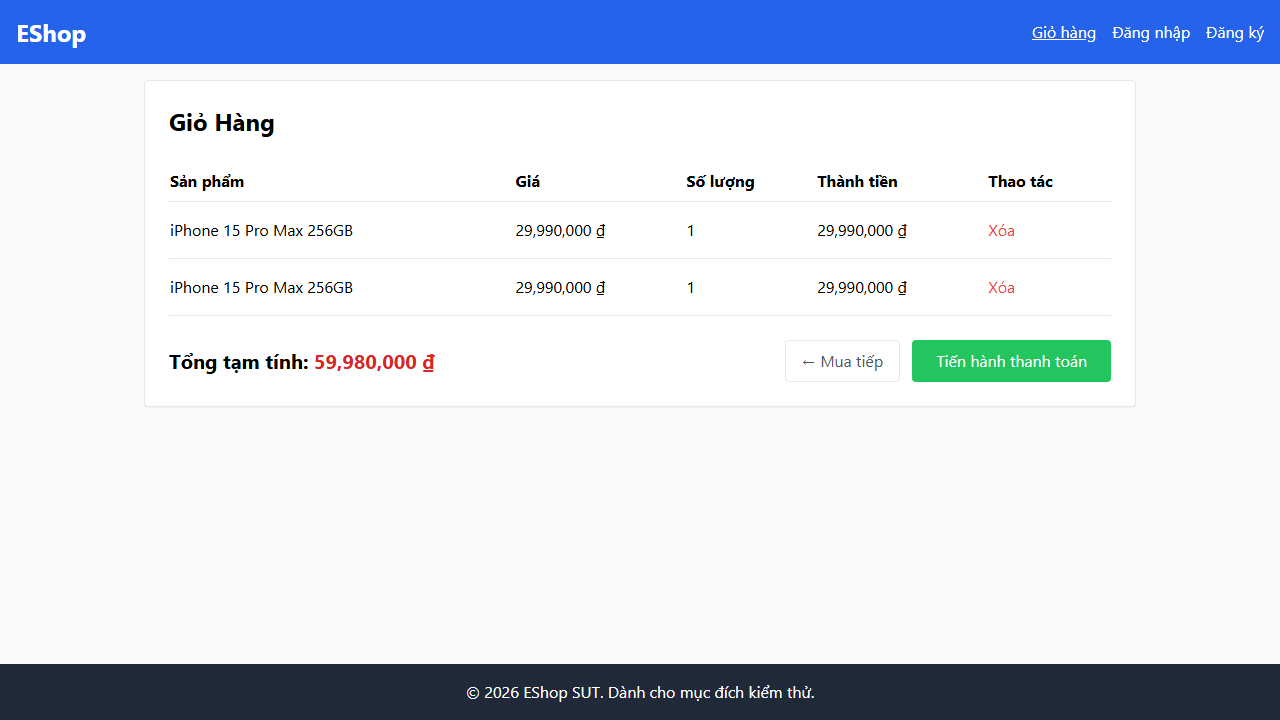 EShop
Giỏ hàng Đăng nhập Đăng ký
Giỏ Hàng
Sản phẩm Giá Số lượng Thành tiền Thao tác
iPhone 15 Pro Max 256GB 29,990,000 ₫ 1 29,990,000 ₫ Xóa
iPhone 15 Pro Max 256GB 29,990,000 ₫ 1 29,990,000 ₫ Xóa
Tổng tạm tính: 59,980,000 ₫ ← Mua tiếp Tiến hành thanh toán
© 2026 EShop SUT. Dành cho mục đích kiểm thử.